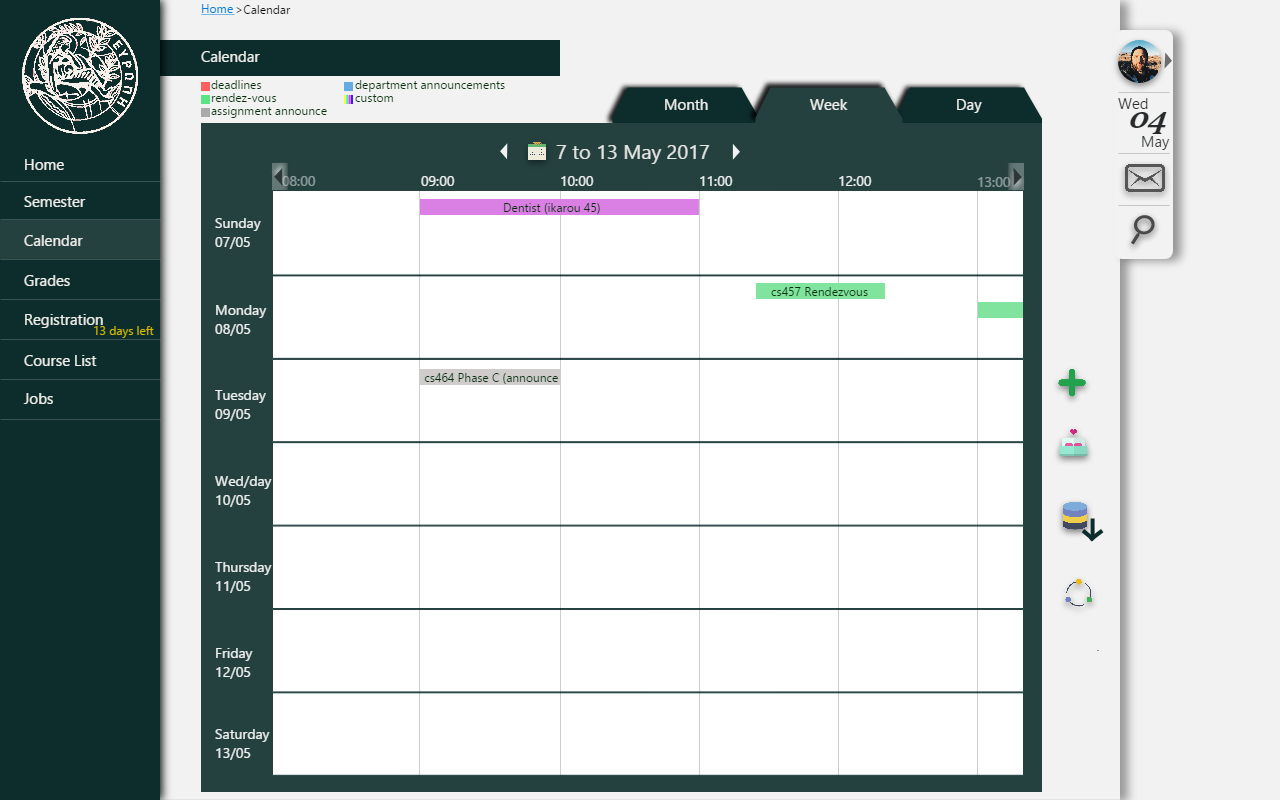 Home >Calendar
ΕΥΡΩΠΗ
Calendar
deadlines
rendez-vous
assignment announce
department announcements
custom
Month
Week
Day
Wed
04
May
Home
Semester
Calendar
Grades
Registration
13 days left
Course List
Jobs
7 to 13 May 2017
08:00 09:00 10:00 11:00 12:00 13:00
Sunday
07/05
Dentist (ikarou 45)
Monday
08/05
cs457 Rendezvous
Tuesday
09/05
cs464 Phase C (announce
Wed/day
10/05
Thursday
11/05
Friday
12/05
Saturday
13/05